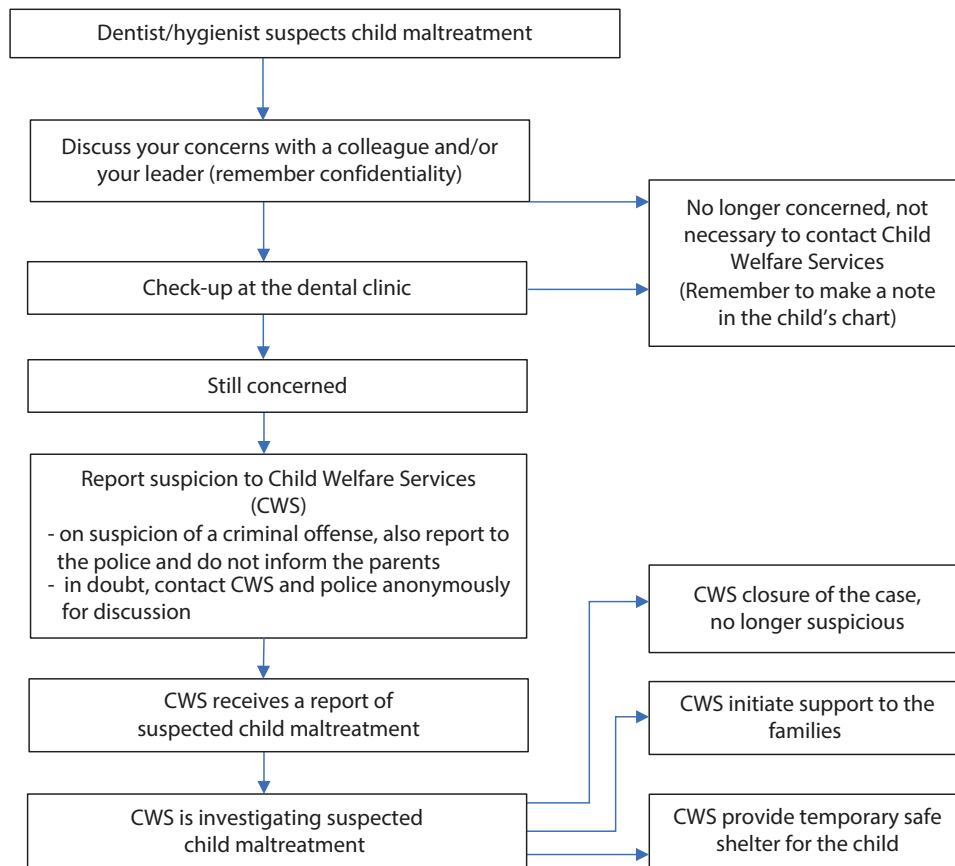 Dentist/hygienist suspects child maltreatment
Discuss your concerns with a colleague and/or
your leader (remember confidentiality)
No longer concerned, not
necessary to contact Child
Welfare Services
(Remember to make a note
in the child’s chart)
Check-up at the dental clinic
Still concerned
Report suspicion to Child Welfare Services
(CWS)
- on suspicion of a criminal offense, also report to
the police and do not inform the parents
- in doubt, contact CWS and police anonymously
for discussion
CWS closure of the case,
no longer suspicious
CWS receives a report of
suspected child maltreatment
CWS initiate support to the
families
CWS is investigating suspected
child maltreatment
CWS provide temporary safe
shelter for the child